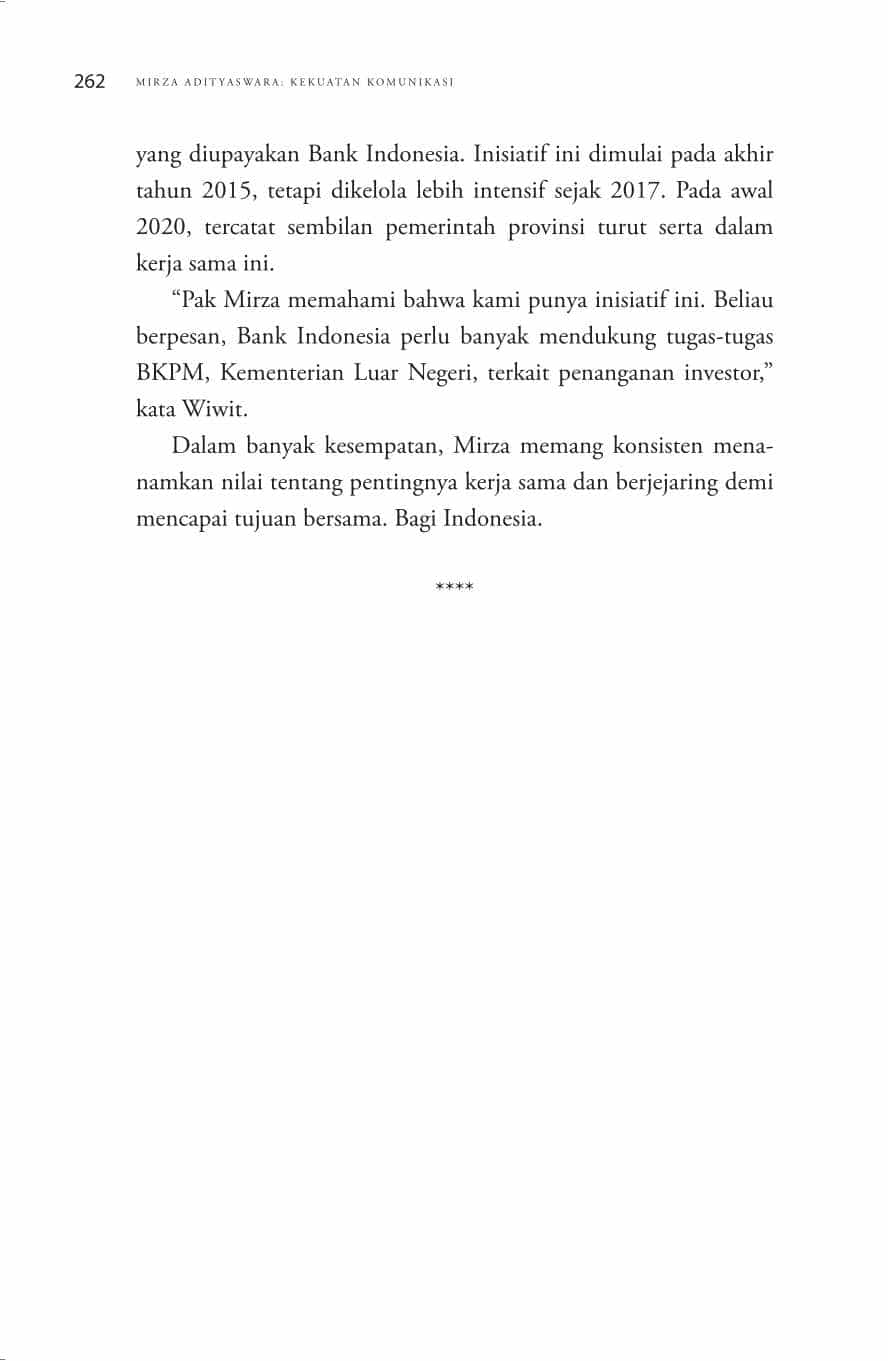 262 MIRZA ADITYASWARA: KEKUATAN KOMUNIKASI
yang diupayakan Bank Indonesia. Inisiatif ini dimulai pada akhir
tahun 2015, tetapi dikelola lebih intensif sejak 2017. Pada awal
2020, tercatat sembilan pemerintah provinsi turut serta dalam
kerja sama ini.
“Pak Mirza memahami bahwa kami punya inisiatif ini. Beliau
berpesan, Bank Indonesia perlu banyak mendukung tugas-tugas
BKPM, Kementerian Luar Negeri, terkait penanganan investor,”
kata Wiwit.
Dalam banyak kesempatan, Mirza memang konsisten mena-
namkan nilai tentang pentingnya kerja sama dan berjejaring demi
mencapai tujuan bersama. Bagi Indonesia.
****